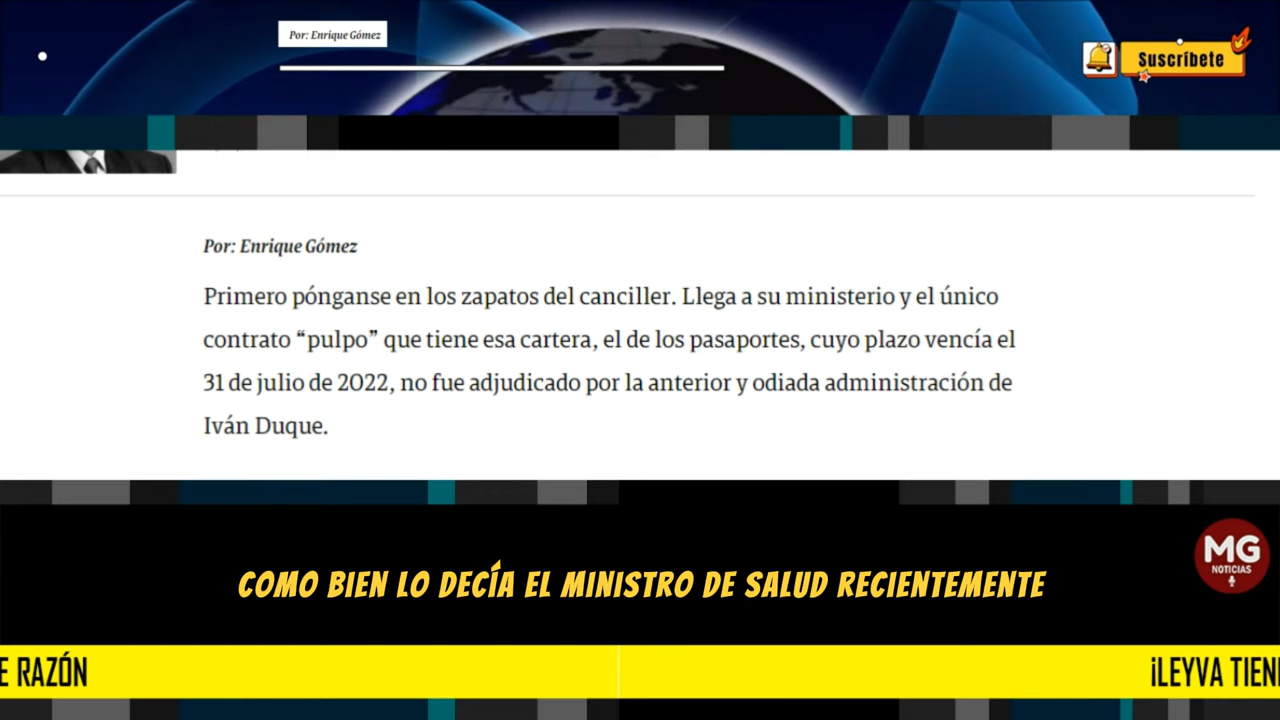 Por: Enrique Gómez
Suscríbete
Por: Enrique Gómez
Primero pónganse en los zapatos del canciller. Llega a su ministerio y el único
contrato “pulpo” que tiene esa cartera, el de los pasaportes, cuyo plazo vencía el
31 de julio de 2022, no fue adjudicado por la anterior y odiada administración de
Iván Duque.
MG
NOTICIAS
COMO BIEN LO DECÍA EL MINISTRO DE SALUD RECIENTEMENTE
E RAZÓN
¡LEYVA TIEN